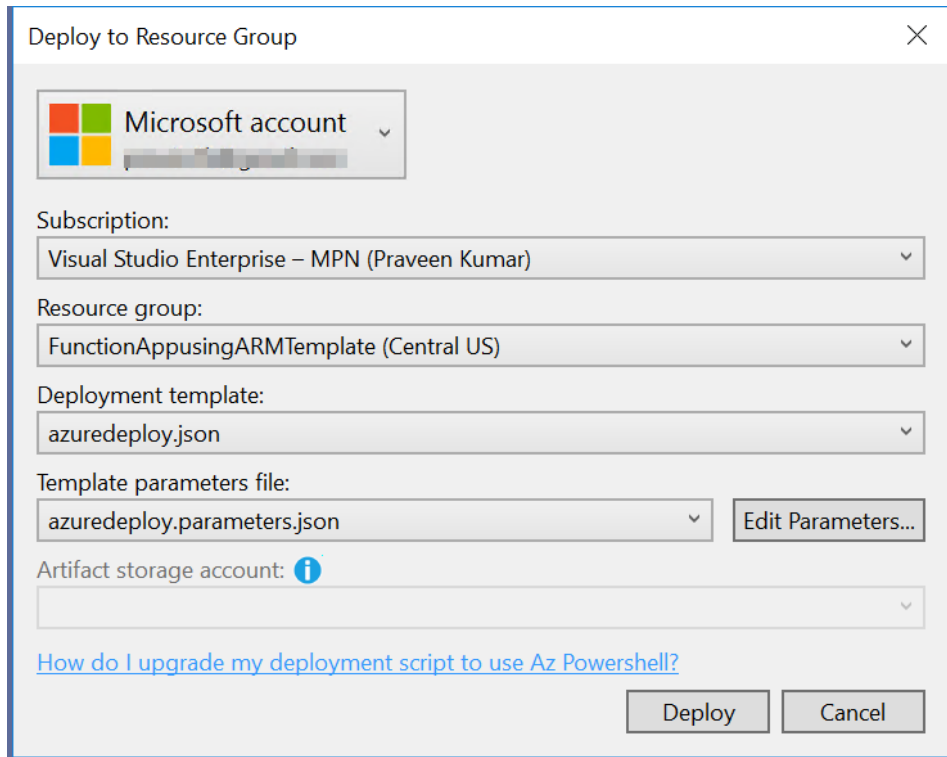 Deploy to Resource Group
Microsoft account
Subscription:
Visual Studio Enterprise – MPN (Praveen Kumar)
Resource group:
FunctionAppusingARMTemplate (Central US)
Deployment template:
azuredeploy.json
Template parameters file:
azuredeploy.parameters.json Edit Parameters...
Artifact storage account:
How do I upgrade my deployment script to use Az Powershell?
Deploy Cancel